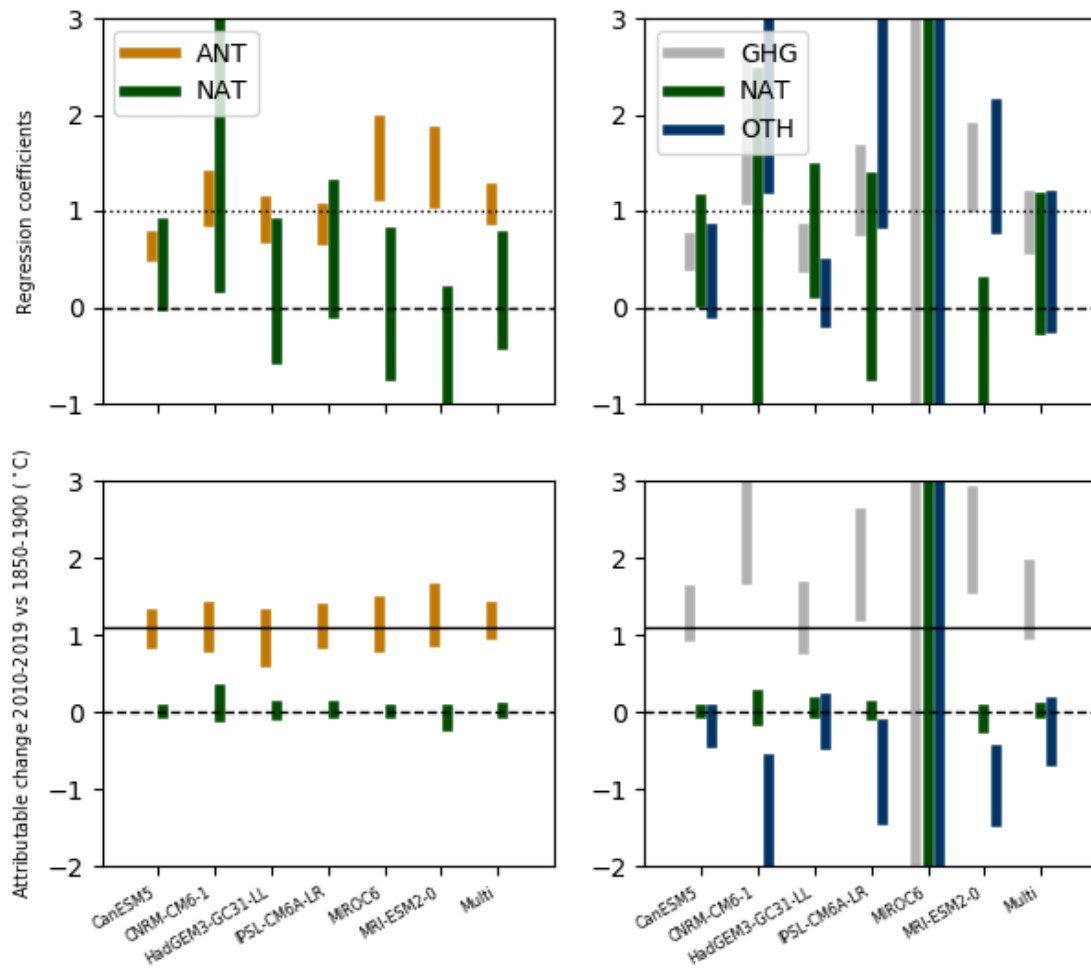 3
2
1
0
−1
Regression coefficients
ANT
NAT
3
2
1
0
−1
GHG
NAT
OTH
3
2
1
0
−1
−2
Attributable change 2010-2019 vs 1850-1900 (°C)
CanESM5
CNRM-CM6-1
HadGEM3-GC31-LL
IPSL-CM6A-LR
MIROC6
MRI-ESM2-0
Multi
3
2
1
0
−1
−2
CanESM5
CNRM-CM6-1
HadGEM3-GC31-LL
IPSL-CM6A-LR
MIROC6
MRI-ESM2-0
Multi